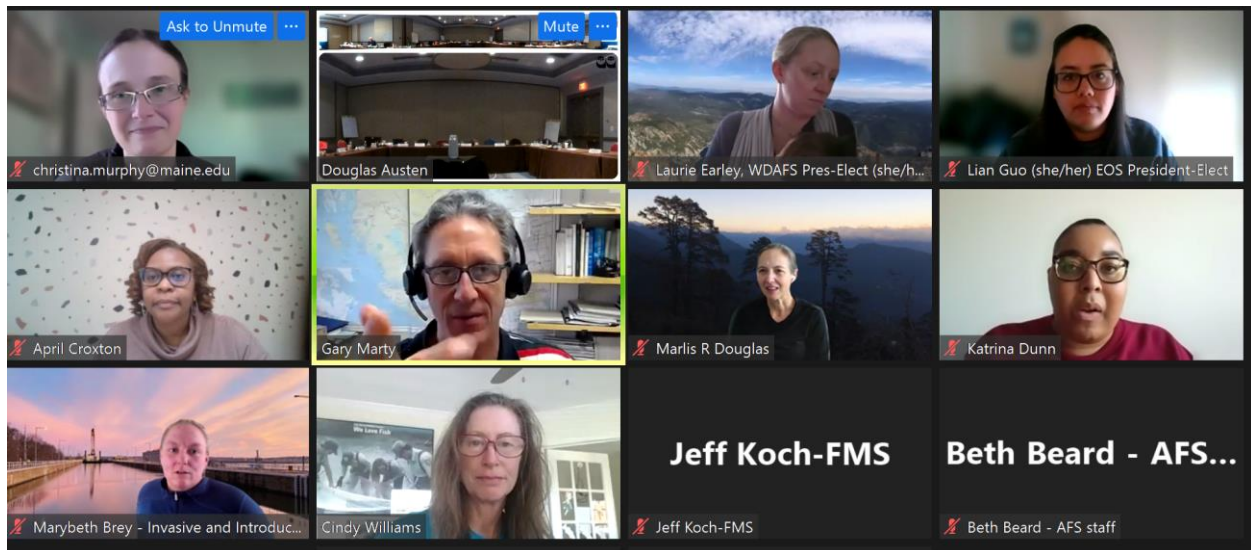 Ask to Unmute ...
Mute ...
christina.murphy@maine.edu
Douglas Austen
Laurie Earley, WDAFS Pres-Elect (she/h...
Lian Guo (she/her) EOS President-Elect
April Croxton
Gary Marty
Marlis R Douglas
Katrina Dunn
We Love Fish
Marybeth Brey - Invasive and Introduc...
Cindy Williams
Jeff Koch-FMS
Jeff Koch-FMS
Beth Beard - AFS...
Beth Beard - AFS staff